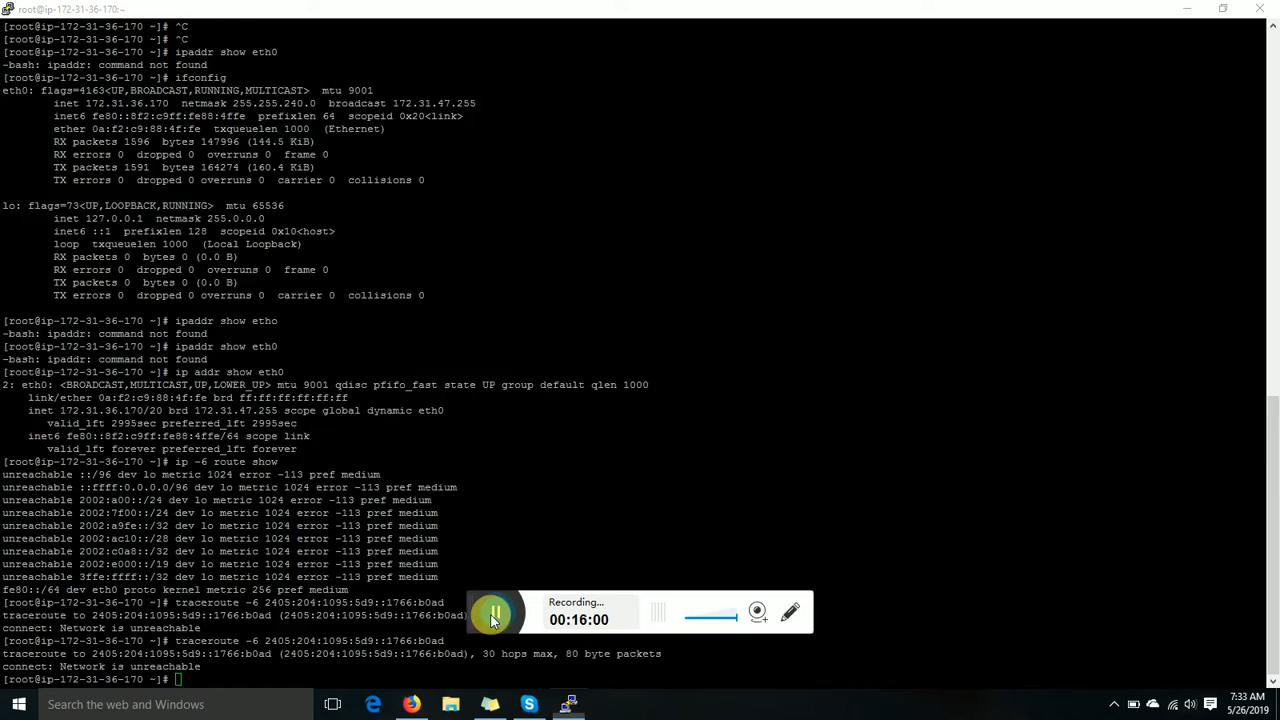 root@ip-172-31-36-170:~
[root@ip-172-31-36-170 ~]# ^C
[root@ip-172-31-36-170 ~]# ^C
[root@ip-172-31-36-170 ~]# ipaddr show eth0
-bash: ipaddr: command not found
[root@ip-172-31-36-170 ~]# ifconfig
eth0: flags=4163<UP,BROADCAST,RUNNING,MULTICAST>  mtu 9001
inet 172.31.36.170  netmask 255.255.240.0  broadcast 172.31.47.255
inet6 fe80::8f2:c9ff:fe88:4ffe  prefixlen 64  scopeid 0x20<link>
ether 0a:f2:c9:88:4f:fe  txqueuelen 1000  (Ethernet)
RX packets 1596  bytes 147996 (144.5 KiB)
RX errors 0  dropped 0  overruns 0  frame 0
TX packets 1591  bytes 164274 (160.4 KiB)
TX errors 0  dropped 0 overruns 0  carrier 0  collisions 0
lo: flags=73<UP,LOOPBACK,RUNNING>  mtu 65536
inet 127.0.0.1  netmask 255.0.0.0
inet6 ::1  prefixlen 128  scopeid 0x10<host>
loop  txqueuelen 1000  (Local Loopback)
RX packets 0  bytes 0 (0.0 B)
RX errors 0  dropped 0  overruns 0  frame 0
TX packets 0  bytes 0 (0.0 B)
TX errors 0  dropped 0 overruns 0  carrier 0  collisions 0
[root@ip-172-31-36-170 ~]# ipaddr show etho
-bash: ipaddr: command not found
[root@ip-172-31-36-170 ~]# ipaddr show eth0
-bash: ipaddr: command not found
[root@ip-172-31-36-170 ~]# ip addr show eth0
2: eth0: <BROADCAST,MULTICAST,UP,LOWER_UP> mtu 9001 qdisc pfifo_fast state UP group default qlen 1000
link/ether 0a:f2:c9:88:4f:fe brd ff:ff:ff:ff:ff:ff
inet 172.31.36.170/20 brd 172.31.47.255 scope global dynamic eth0
valid_lft 2995sec preferred_lft 2995sec
inet6 fe80::8f2:c9ff:fe88:4ffe/64 scope link
valid_lft forever preferred_lft forever
[root@ip-172-31-36-170 ~]# ip -6 route show
unreachable ::/96 dev lo metric 1024 error -113 pref medium
unreachable ::ffff:0.0.0.0/96 dev lo metric 1024 error -113 pref medium
unreachable 2002:a00::/24 dev lo metric 1024 error -113 pref medium
unreachable 2002:7f00::/24 dev lo metric 1024 error -113 pref medium
unreachable 2002:a9fe::/32 dev lo metric 1024 error -113 pref medium
unreachable 2002:ac10::/28 dev lo metric 1024 error -113 pref medium
unreachable 2002:c0a8::/32 dev lo metric 1024 error -113 pref medium
unreachable 2002:e000::/19 dev lo metric 1024 error -113 pref medium
unreachable 3ffe:ffff::/32 dev lo metric 1024 error -113 pref medium
fe80::/64 dev eth0 proto kernel metric 256 pref medium
[root@ip-172-31-36-170 ~]# traceroute -6 2405:204:1095:5d9::1766:b0ad
traceroute to 2405:204:1095:5d9::1766:b0ad (2405:204:1095:5d9::1766:b0ad)
connect: Network is unreachable
[root@ip-172-31-36-170 ~]# traceroute -6 2405:204:1095:5d9::1766:b0ad
traceroute to 2405:204:1095:5d9::1766:b0ad (2405:204:1095:5d9::1766:b0ad), 30 hops max, 80 byte packets
connect: Network is unreachable
[root@ip-172-31-36-170 ~]#
Recording...
00:16:00
Search the web and Windows
7:33 AM
5/26/2019